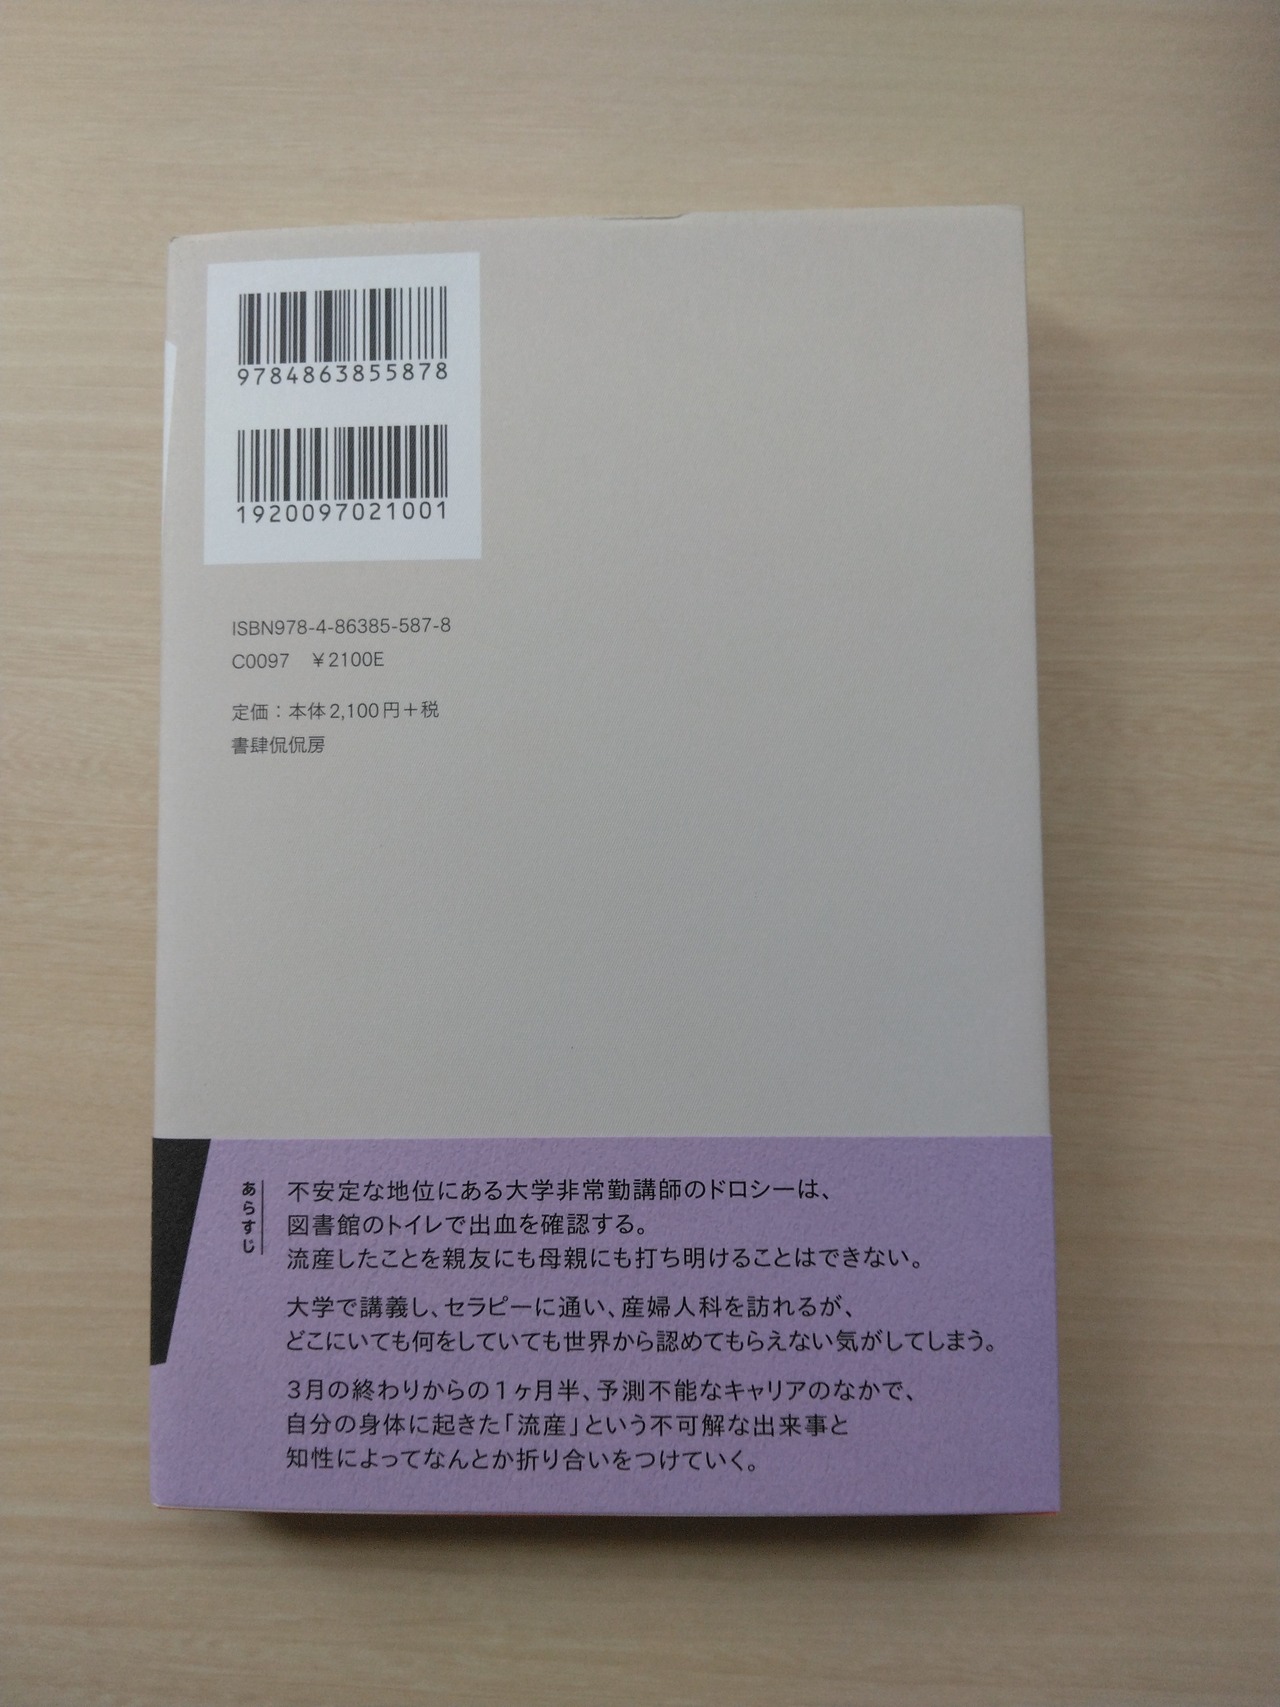 9784863855878
1920097021001
ISBN978-4-86385-587-8
C0097 ¥2100E
定価：本体2,100円＋税
書肆侃侃房
あらすじ
不安定な地位にある大学非常勤講師のドロシーは、
図書館のトイレで出血を確認する。
流産したことを親友にも母親にも打ち明けることはできない。
大学で講義し、セラピーに通い、産婦人科を訪れるが、
どこにいても何をしていても世界から認めてもらえない気がしてしまう。
3月の終わりからの1ヶ月半、予測不能なキャリアのなかで、
自分の身体に起きた「流産」という不可解な出来事と
知性によってなんとか折り合いをつけていく。